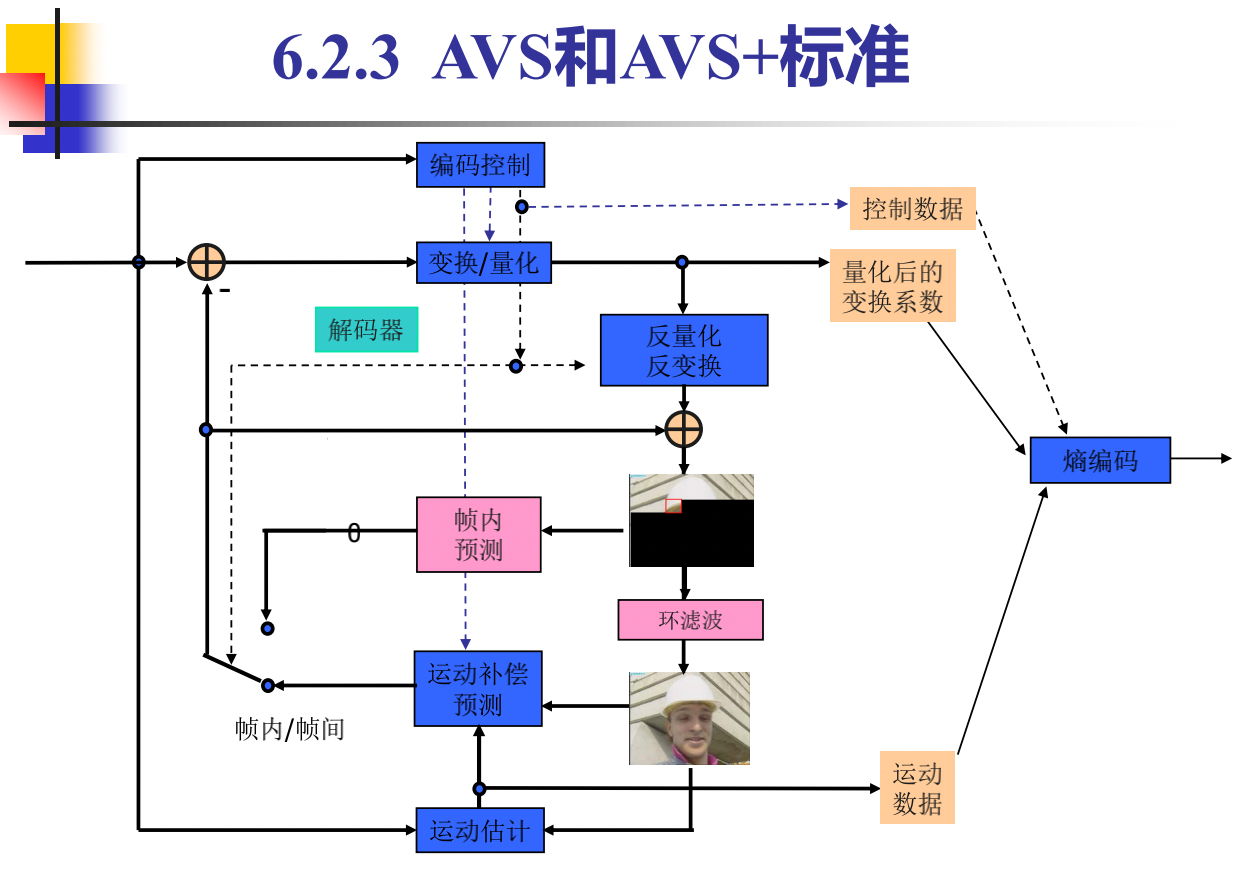 6.2.3 AVS和AVS+标准
编码控制
控制数据
变换/量化
量化后的
变换系数
-
解码器
反量化
反变换
熵编码
帧内
预测
0
环滤波
运动补偿
预测
帧内/帧间
运动
数据
运动估计